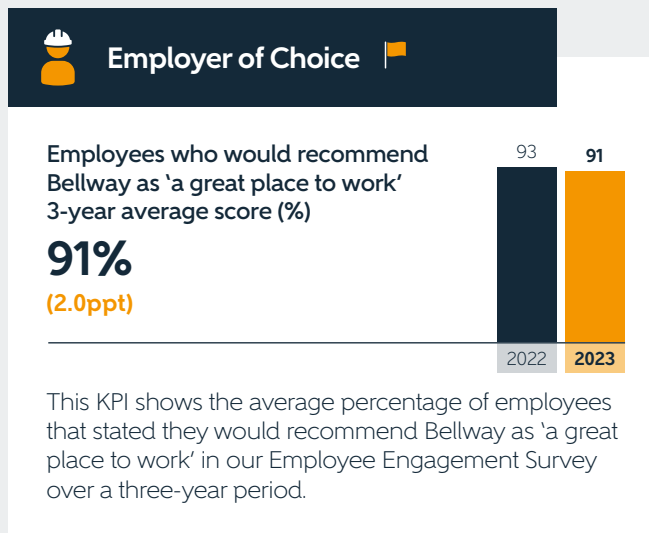 Employer of Choice
Employees who would recommend
Bellway as ‘a great place to work’
3-year average score (%)
91%
(2.0ppt)
93
91
2022
2023
This KPI shows the average percentage of employees
that stated they would recommend Bellway as ‘a great
place to work’ in our Employee Engagement Survey
over a three-year period.